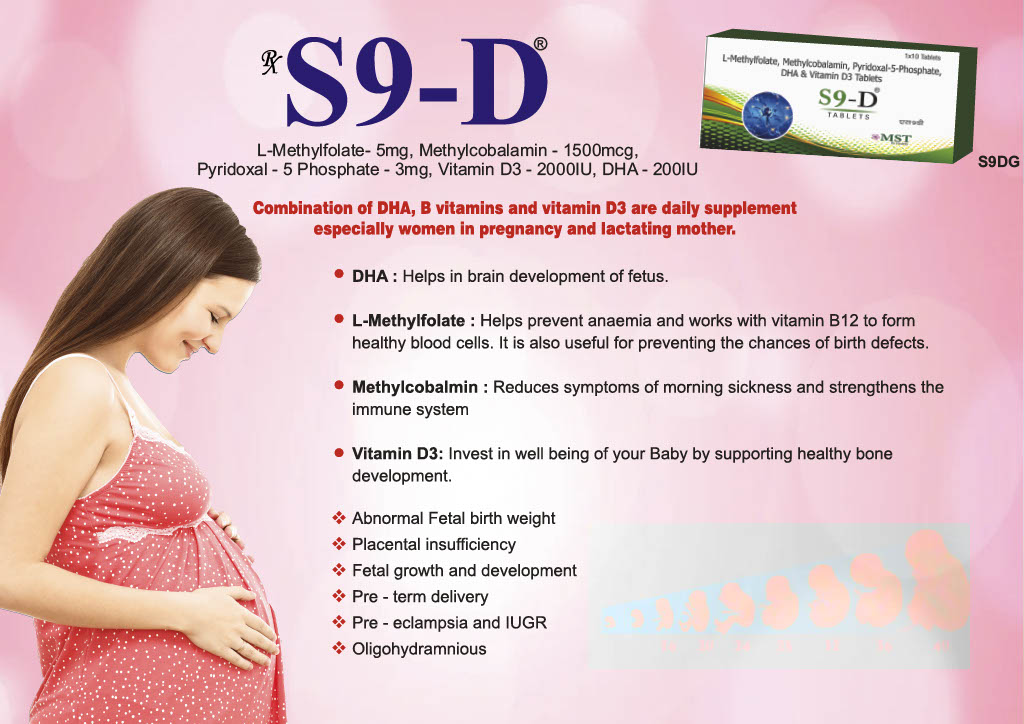 Rx S9-D®
L-Methylfolate- 5mg, Methylcobalamin - 1500mcg,
Pyridoxal - 5 Phosphate - 3mg, Vitamin D3 - 2000IU, DHA - 200IU
1x10 Tablets
L-Methylfolate, Methylcobalamin, Pyridoxal-5-Phosphate,
DHA & Vitamin D3 Tablets
S9-D®
TABLETS
MST
S9DG
Combination of DHA, B vitamins and vitamin D3 are daily supplement
especially women in pregnancy and lactating mother.
• DHA : Helps in brain development of fetus.
• L-Methylfolate : Helps prevent anaemia and works with vitamin B12 to form
healthy blood cells. It is also useful for preventing the chances of birth defects.
• Methylcobalmin : Reduces symptoms of morning sickness and strengthens the
immune system
• Vitamin D3: Invest in well being of your Baby by supporting healthy bone
development.
❖ Abnormal Fetal birth weight
❖ Placental insufficiency
❖ Fetal growth and development
❖ Pre - term delivery
❖ Pre - eclampsia and IUGR
❖ Oligohydramnious